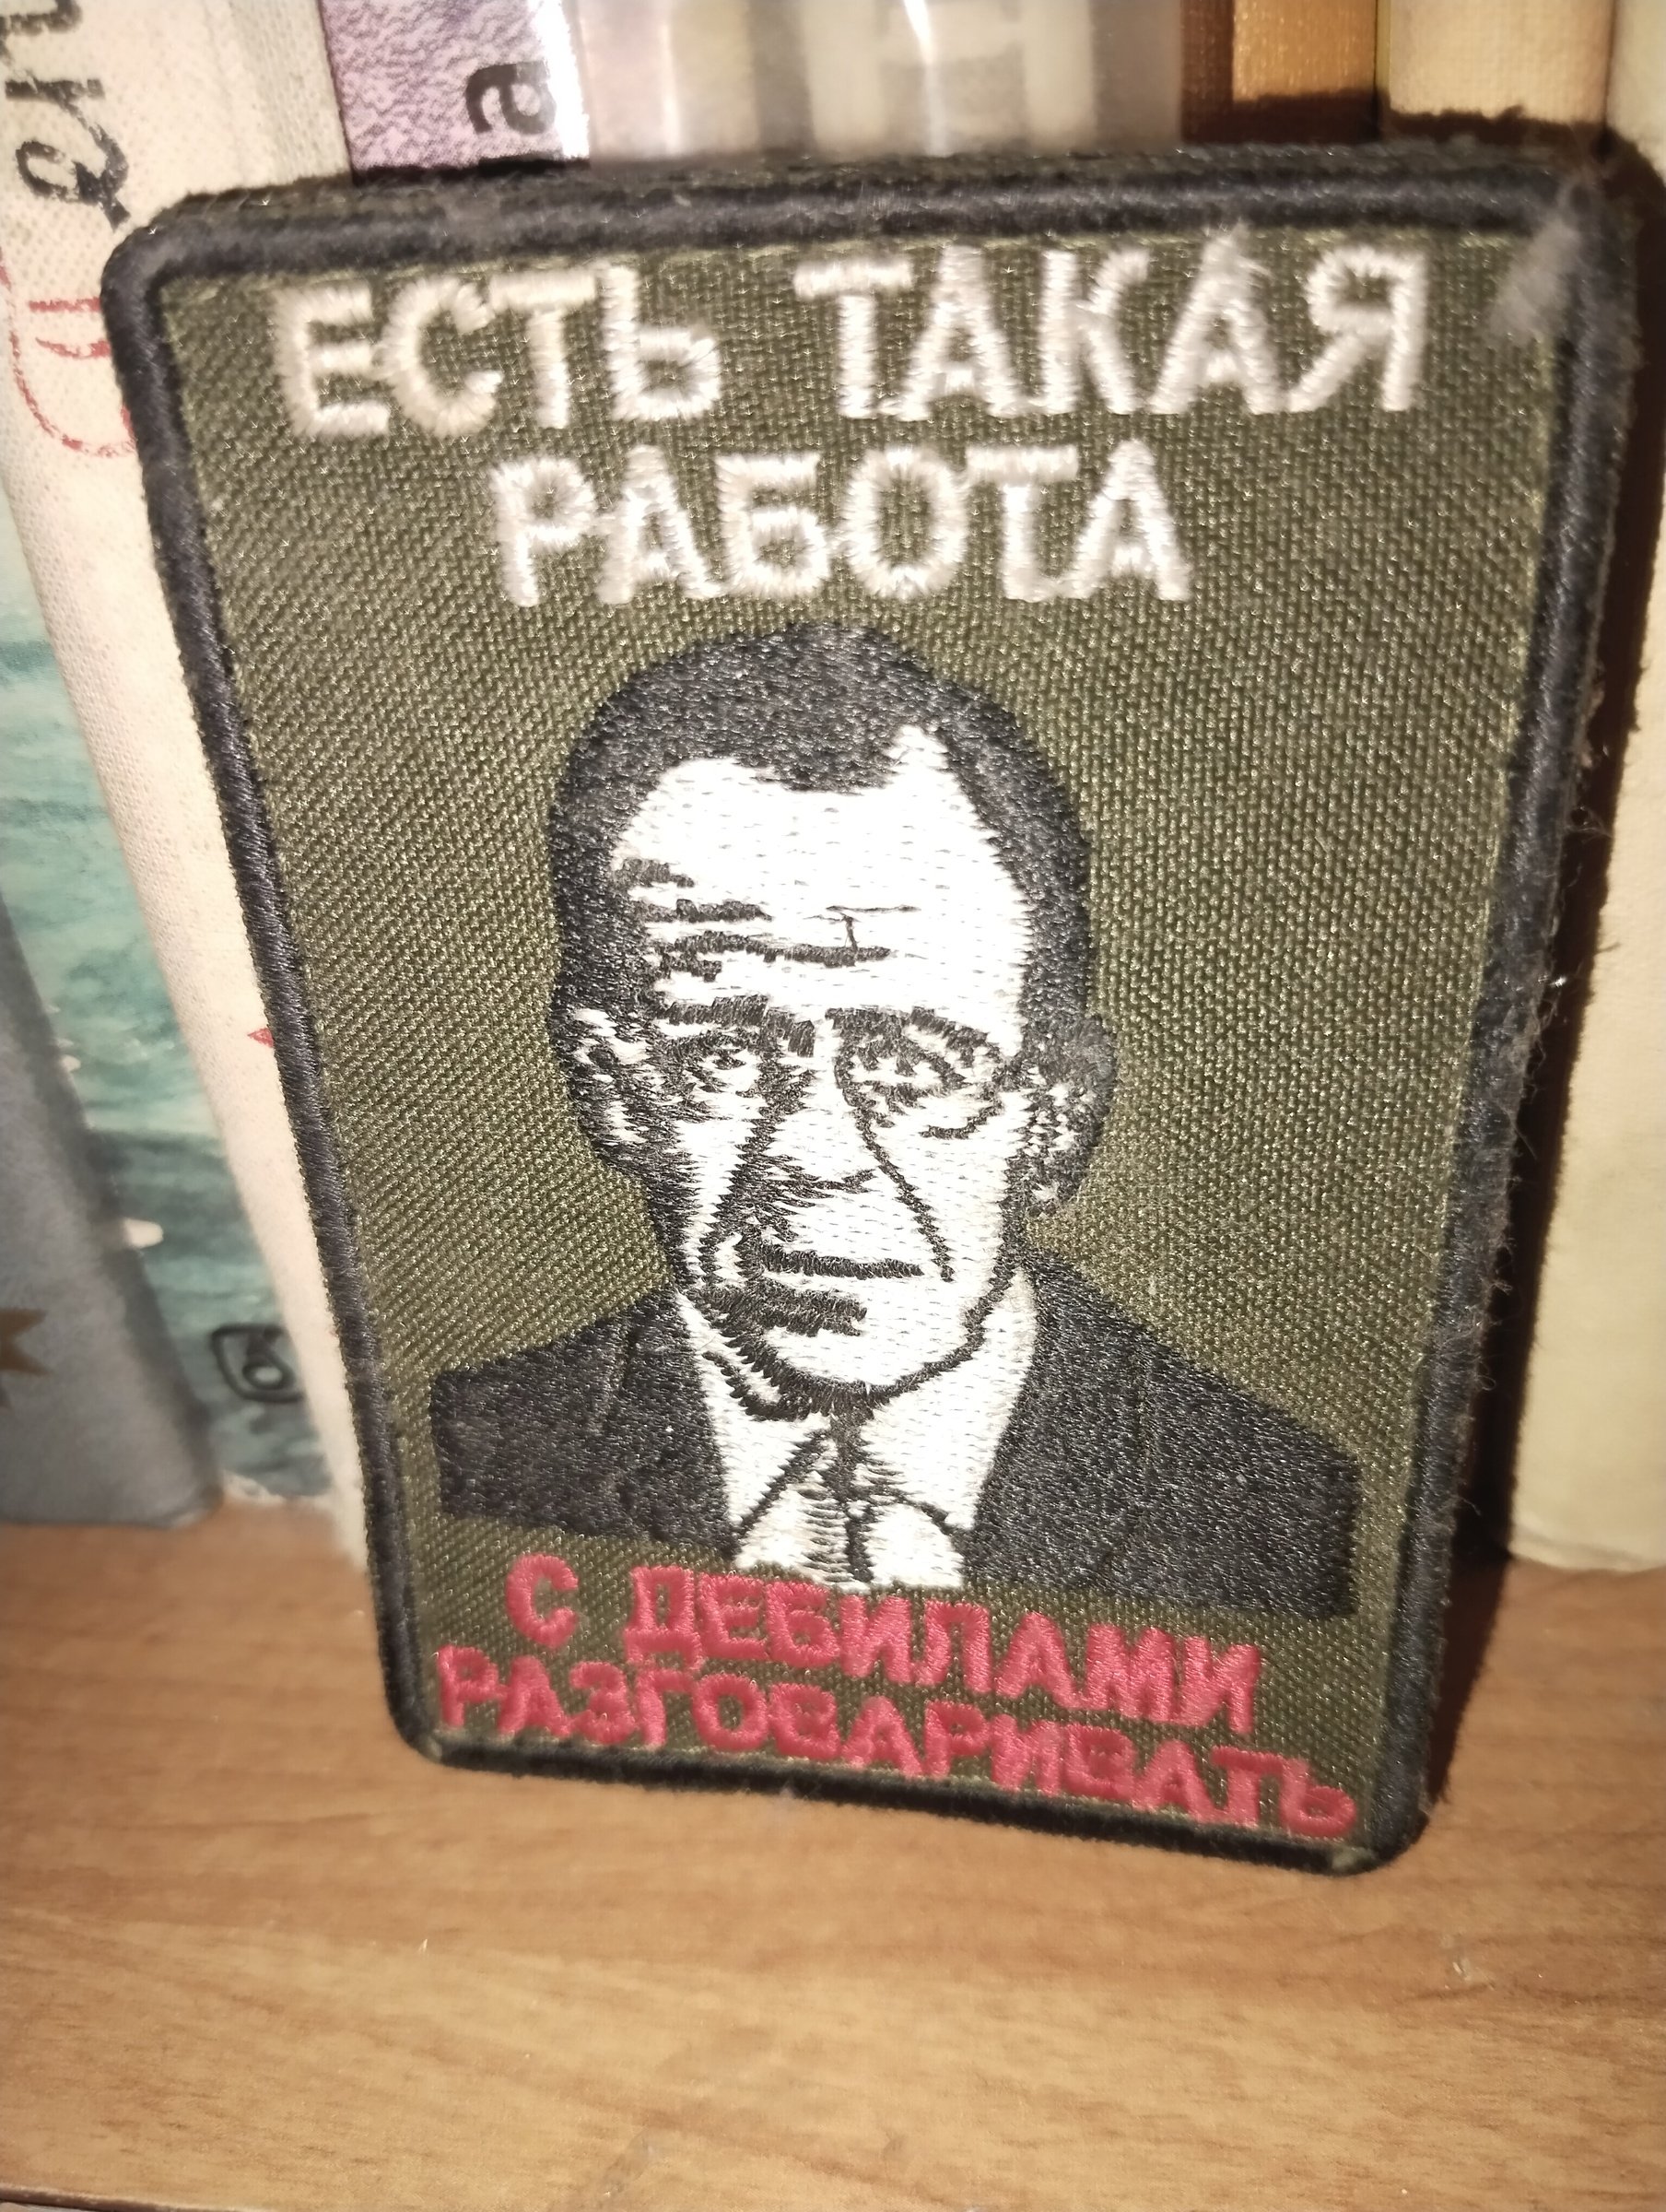 ЕСТЬ ТАКАЯ
РАБОТА
С ДЕБИЛАМИ
РАЗГОВАРИВАТЬ